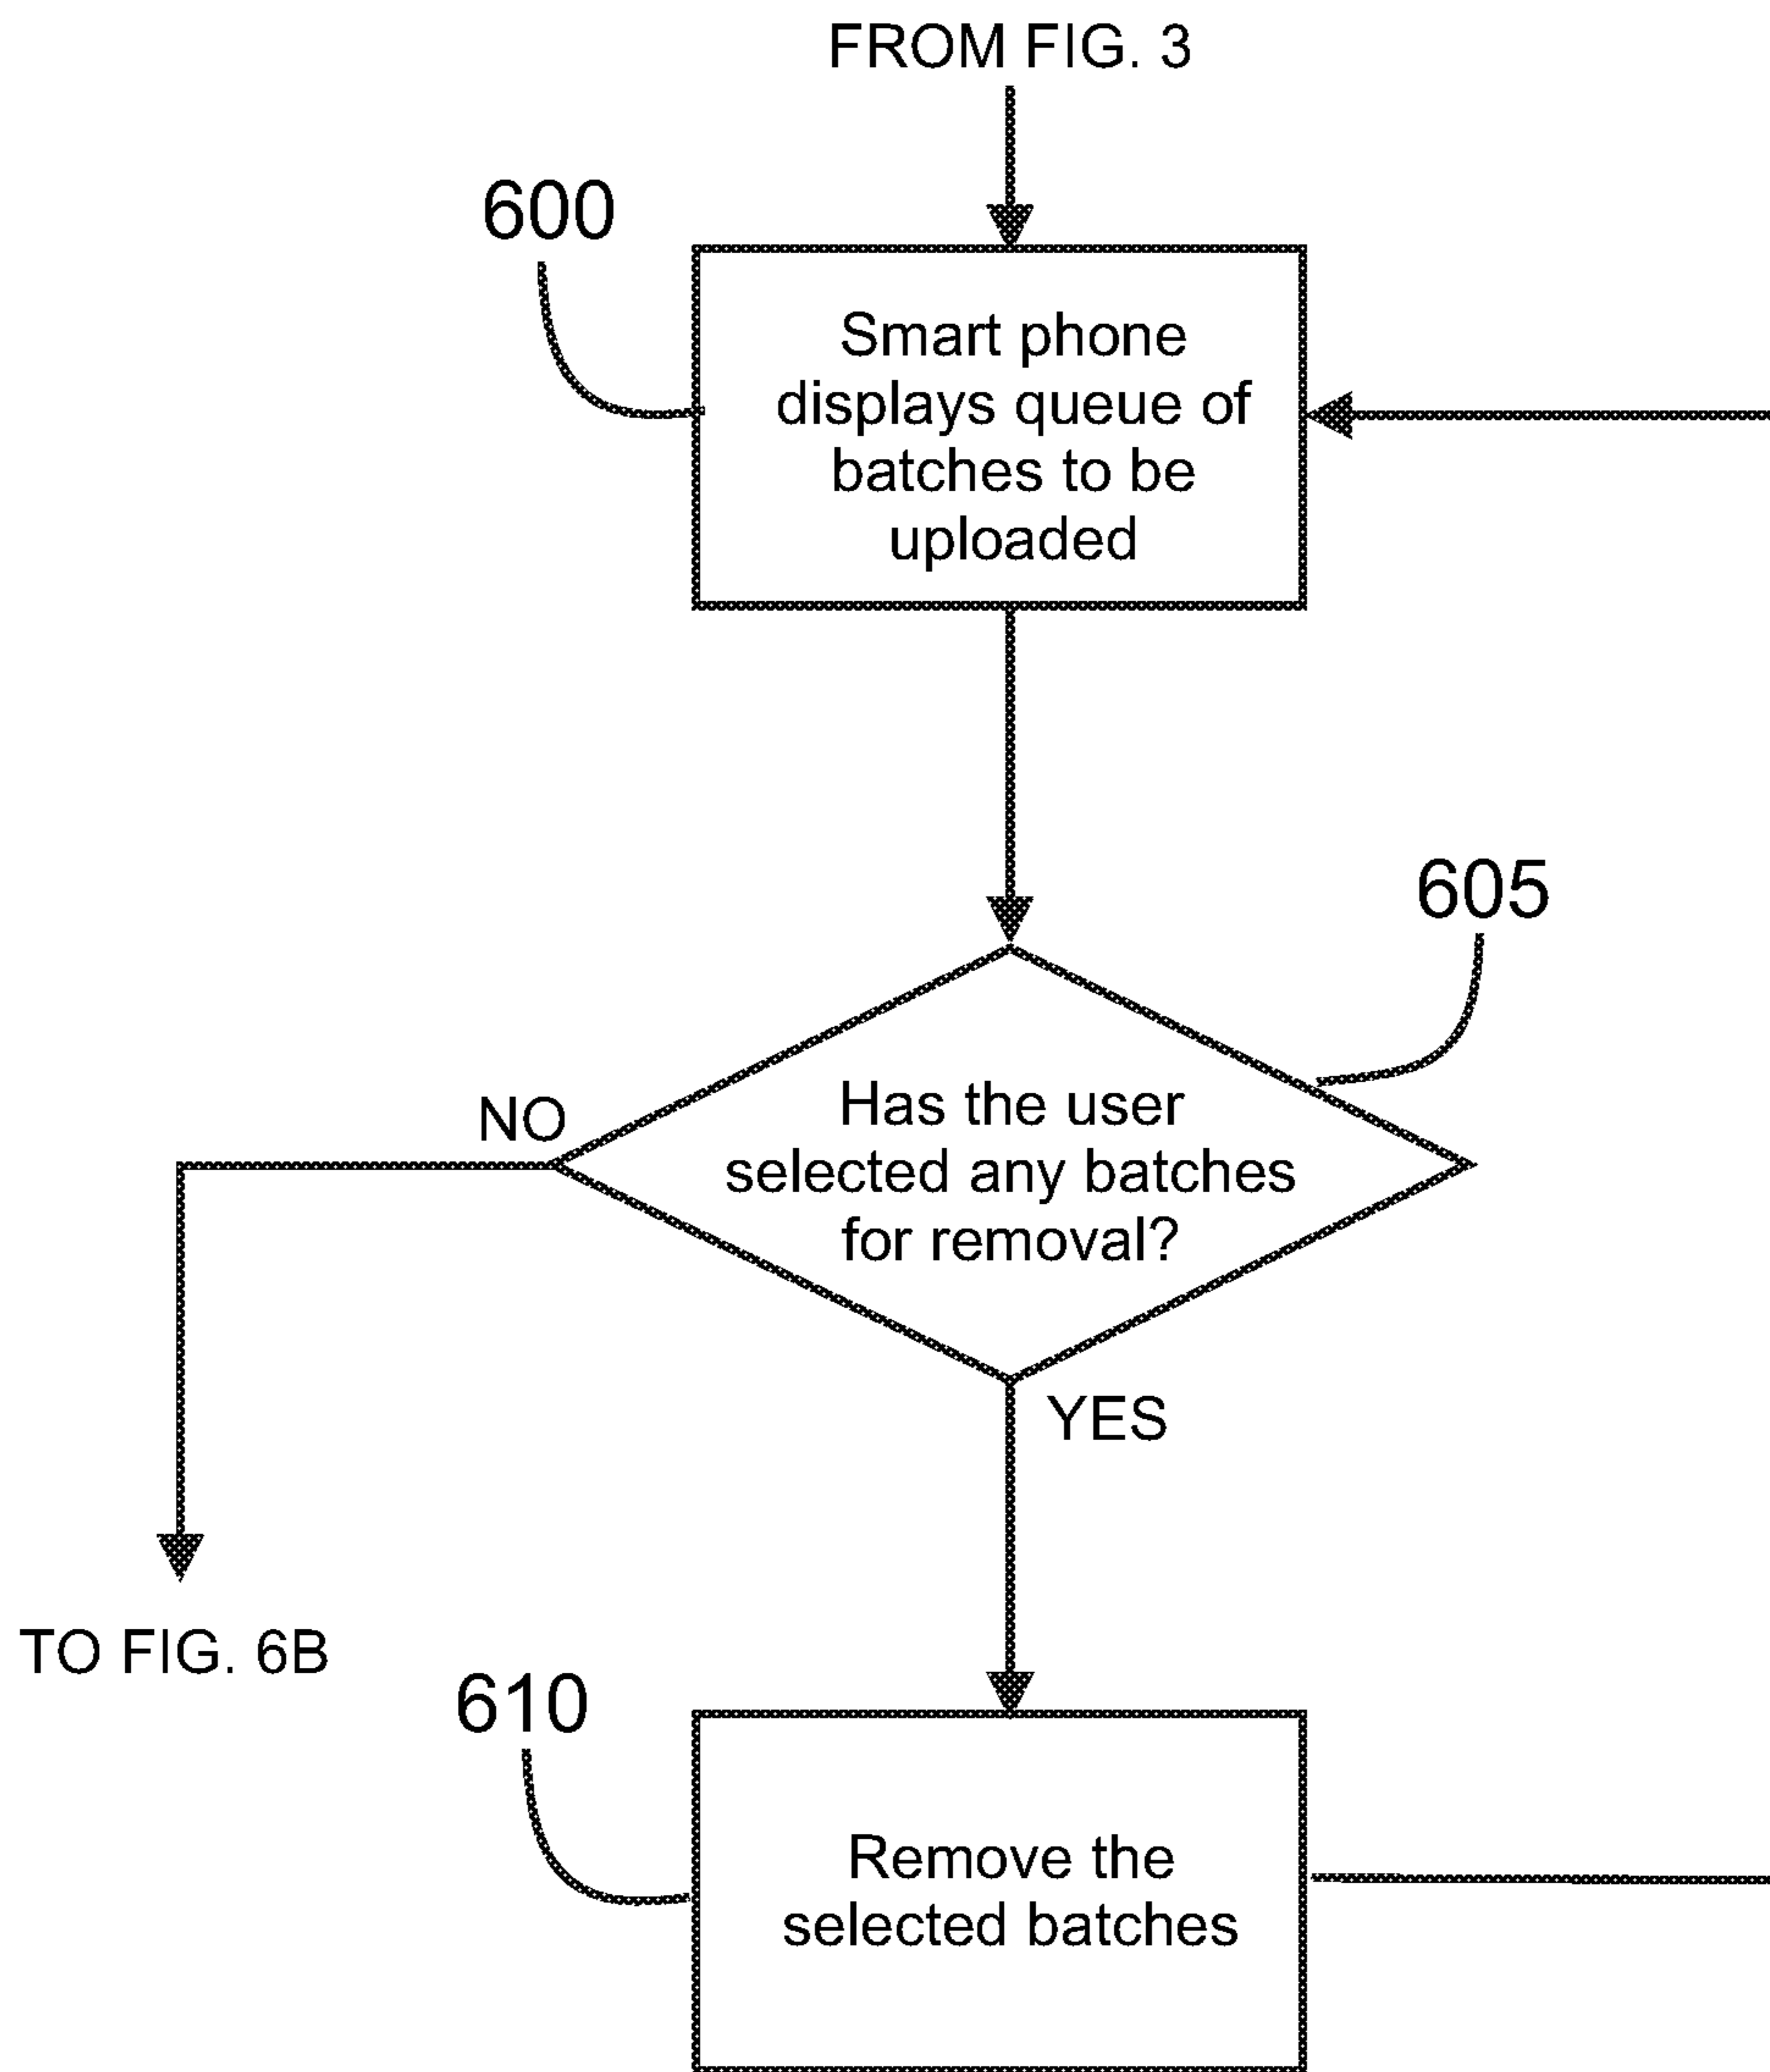 FROM FIG. 3
600
Smart phone
displays queue of
batches to be
uploaded
605
Has the user
selected any batches
for removal?
NO
YES
TO FIG. 6B
610
Remove the
selected batches